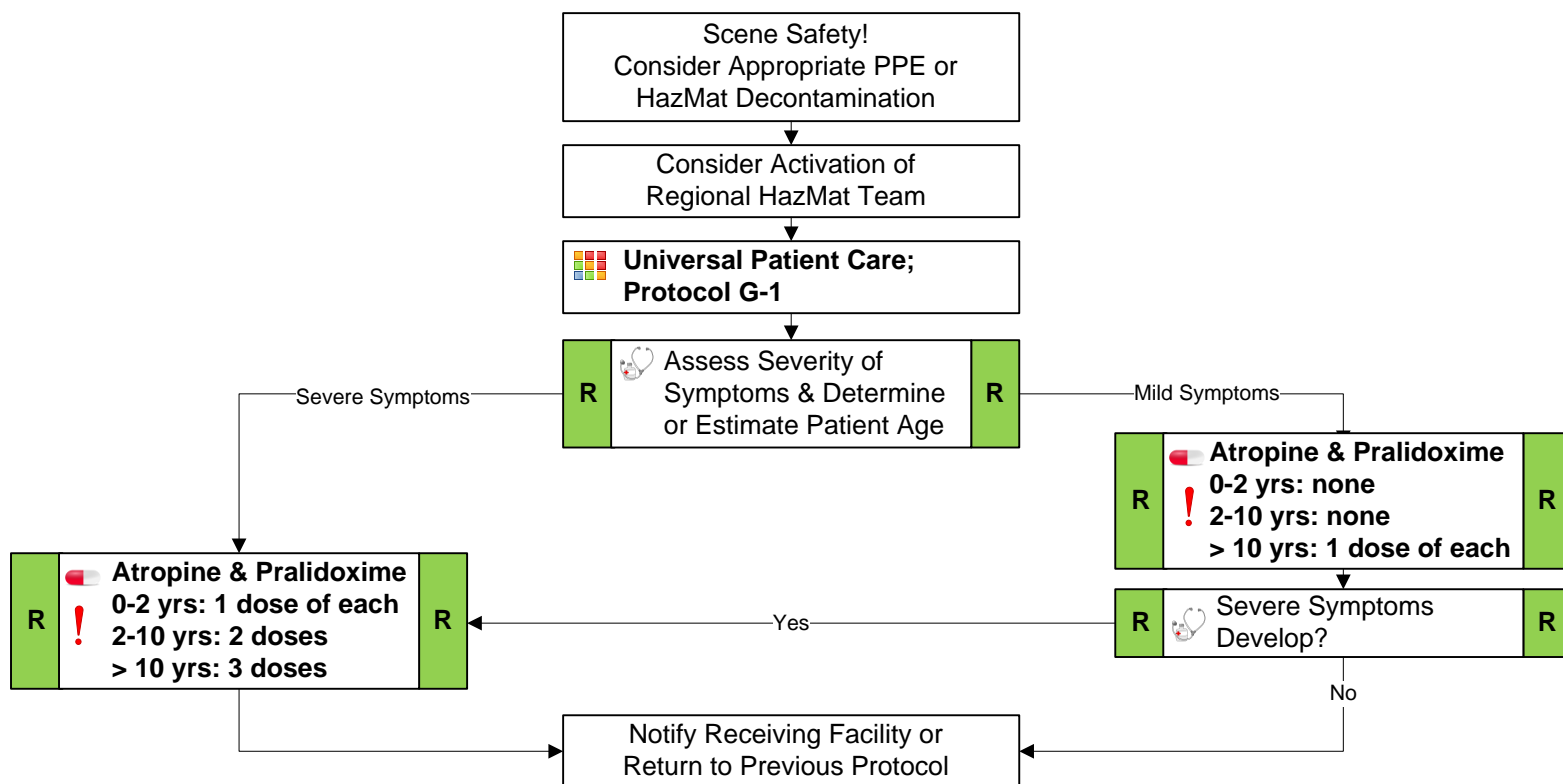 Scene Safety!
Consider Appropriate PPE or
HazMat Decontamination
Consider Activation of
Regional HazMat Team
Universal Patient Care;
Protocol G-1
R
Assess Severity of
Symptoms & Determine
or Estimate Patient Age
R
Severe Symptoms
Mild Symptoms
R
Atropine & Pralidoxime
0-2 yrs: none
2-10 yrs: none
> 10 yrs: 1 dose of each
R
R
Atropine & Pralidoxime
0-2 yrs: 1 dose of each
2-10 yrs: 2 doses
> 10 yrs: 3 doses
R
Yes
R
Severe Symptoms
Develop?
R
No
Notify Receiving Facility or
Return to Previous Protocol